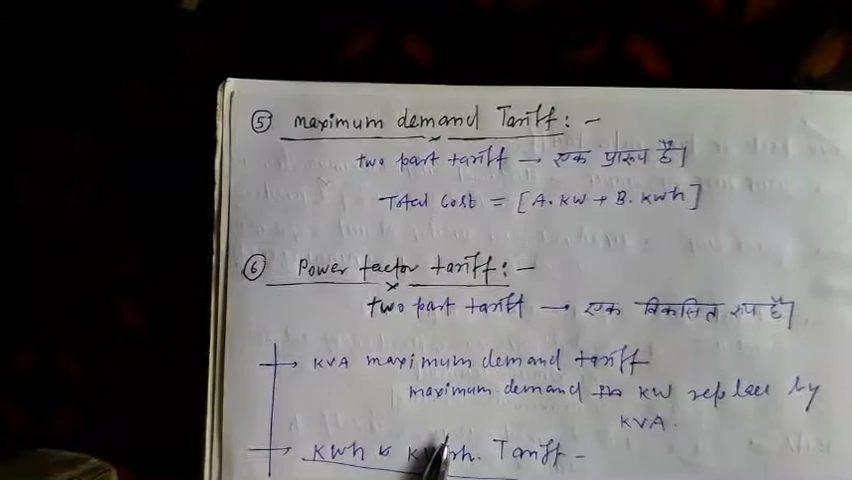 ⑤ maximum demand Tariff : -
two part tariff → एक प्रारुप है।
Total Cost = [A. KW + B. KWh]
⑥ Power factor tariff : -
two part tariff → एक विकसित रुप है।
→ KVA maximum demand tariff
maximum demand KW replace by
KVA.
→ KWh & Tariff -